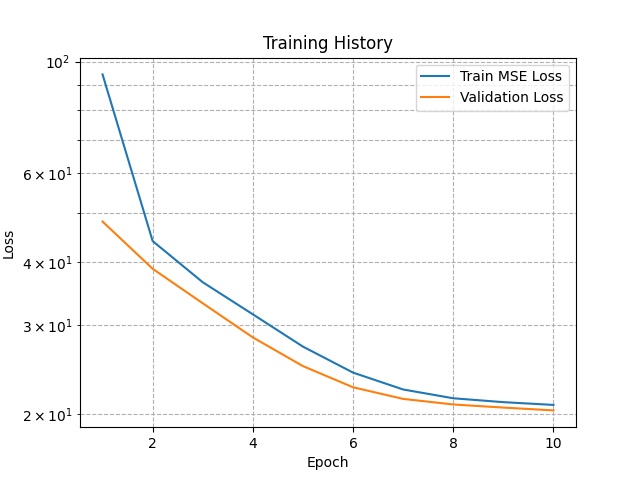 Training History
Train MSE Loss
Validation Loss
10²
6 × 10¹
4 × 10¹
3 × 10¹
2 × 10¹
Loss
2 4 6 8 10
Epoch